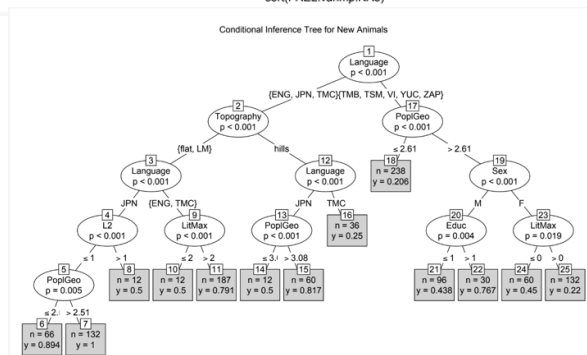 Conditional Inference Tree for New Animals
1
Language
p < 0.001
{ENG, JPN, TMC}{TMB, TSM, VI, YUC, ZAP}
2
Topography
p < 0.001
17
PoplGeo
p < 0.001
{flat, LM} hills
≤ 2.61 > 2.61
3
Language
p < 0.001
12
Language
p < 0.001
18
n = 238
y = 0.206
19
Sex
p < 0.001
JPN {ENG, TMC}
JPN TMC
M F
4
L2
p < 0.001
9
LitMax
p < 0.001
13
PoplGeo
p < 0.001
16
n = 36
y = 0.25
20
Educ
p = 0.004
23
LitMax
p = 0.019
≤ 1 > 1
≤ 2 > 2
> 3.08
≤ 1 > 1
≤ 0 > 0
5
PoplGeo
p = 0.005
8
n = 12
y = 0.5
10
n = 12
y = 0.5
11
n = 187
y = 0.791
14
n = 12
y = 0.5
15
n = 60
y = 0.817
21
n = 96
y = 0.438
22
n = 30
y = 0.767
24
n = 60
y = 0.45
25
n = 132
y = 0.22
> 2.51
6
n = 66
y = 0.894
7
n = 132
y = 1